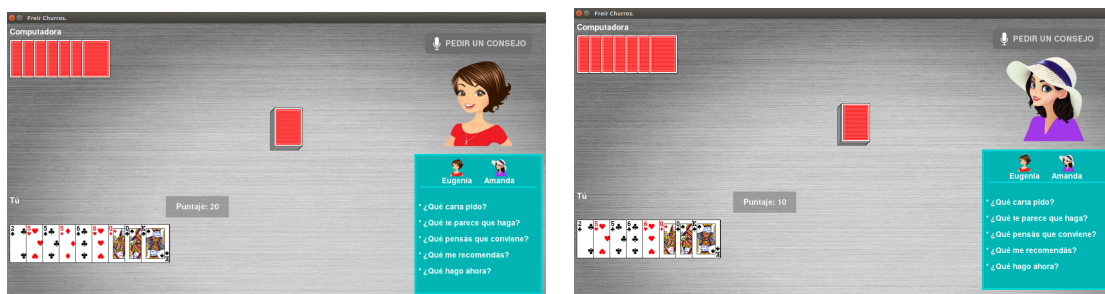 Freír Churros.
Computadora
PEDIR UN CONSEJO
Eugenia Amanda
Tú
Puntaje: 20
* ¿Qué carta pido?
* ¿Qué te parece que haga?
* ¿Qué pensás que conviene?
* ¿Qué me recomendás?
* ¿Qué hago ahora?
Freír Churros.
Computadora
PEDIR UN CONSEJO
Eugenia Amanda
Tú
Puntaje: 10
* ¿Qué carta pido?
* ¿Qué te parece que haga?
* ¿Qué pensás que conviene?
* ¿Qué me recomendás?
* ¿Qué hago ahora?